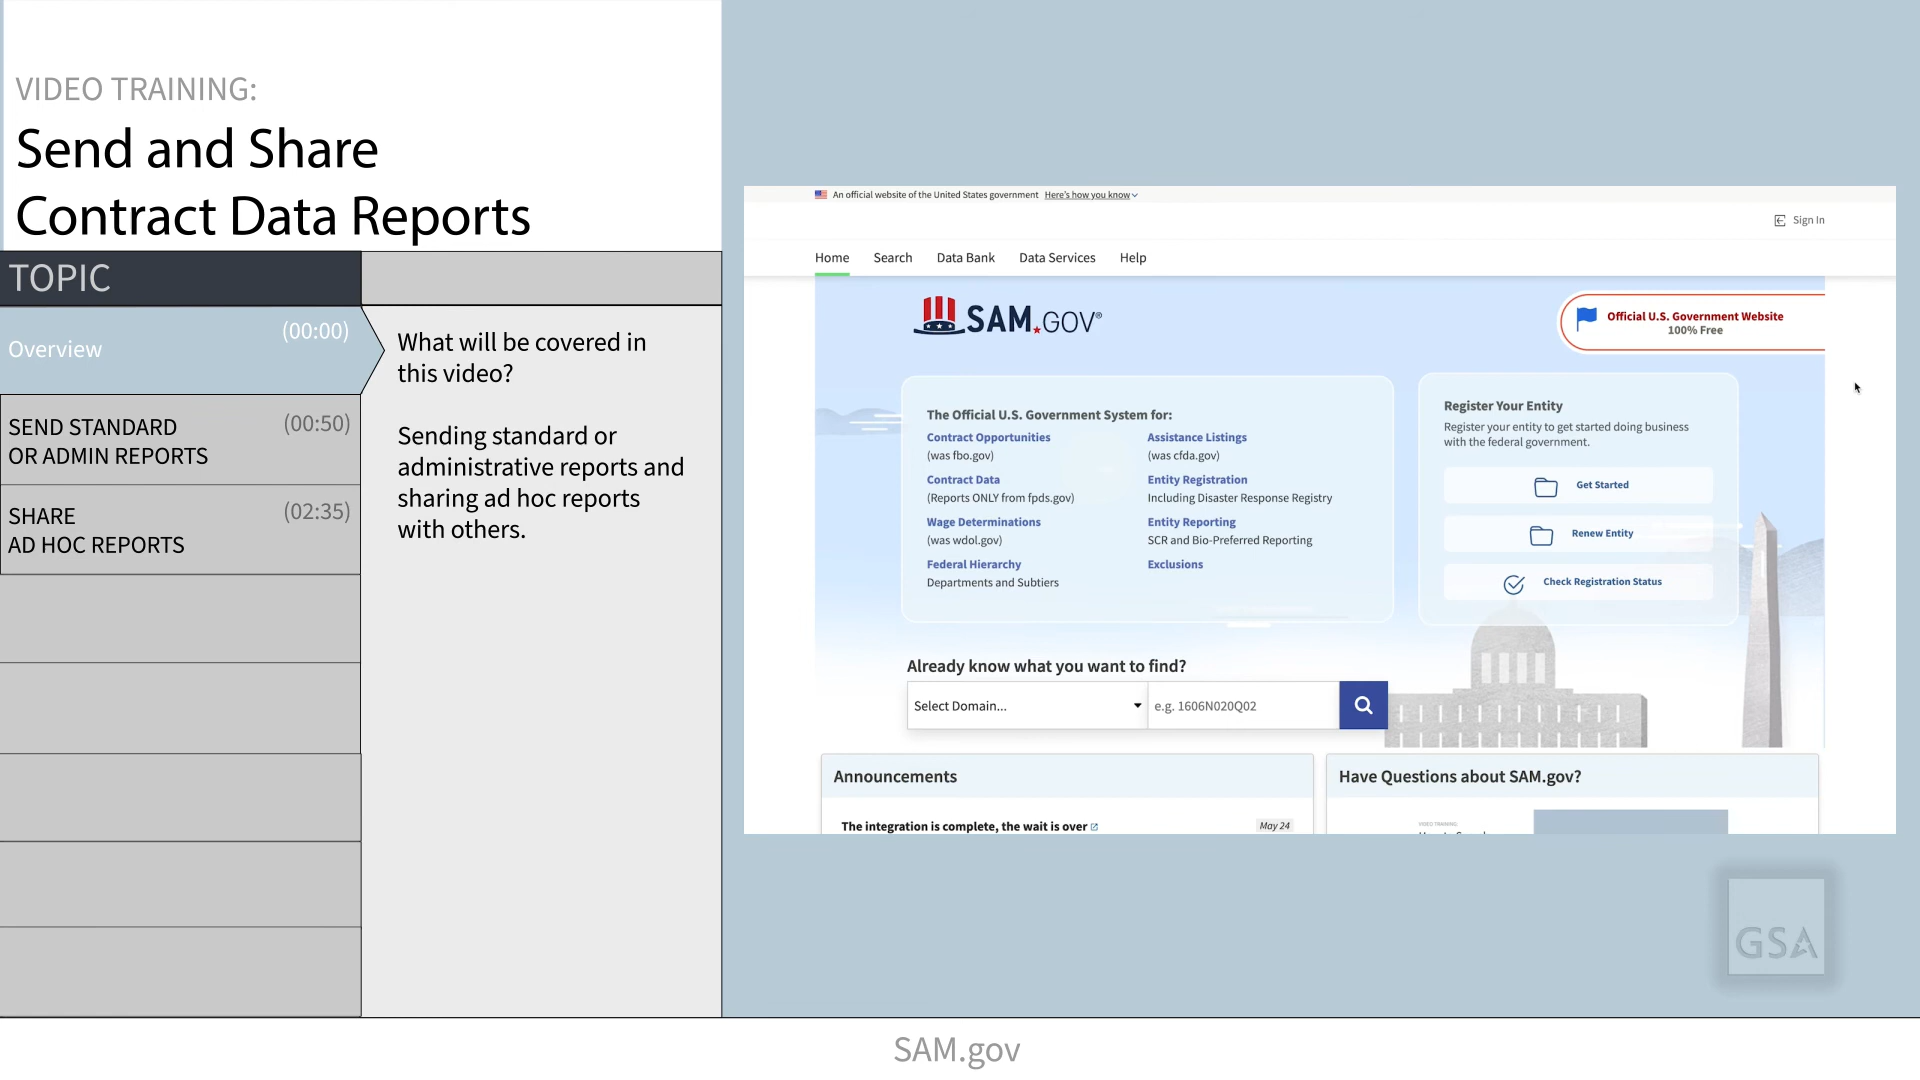 VIDEO TRAINING:
Send and Share
Contract Data Reports
TOPIC
Overview (00:00)
SEND STANDARD (00:50)
OR ADMIN REPORTS
SHARE (02:35)
AD HOC REPORTS
What will be covered in
this video?
Sending standard or
administrative reports and
sharing ad hoc reports
with others.
An official website of the United States government Here's how you know
Sign In
Home Search Data Bank Data Services Help
SAM.GOV®
Official U.S. Government Website
100% Free
The Official U.S. Government System for:
Contract Opportunities
(was fbo.gov)
Contract Data
(Reports ONLY from fpds.gov)
Wage Determinations
(was wdol.gov)
Federal Hierarchy
Departments and Subtiers
Assistance Listings
(was cfda.gov)
Entity Registration
Including Disaster Response Registry
Entity Reporting
SCR and Bio-Preferred Reporting
Exclusions
Register Your Entity
Register your entity to get started doing business
with the federal government.
Get Started
Renew Entity
Check Registration Status
Already know what you want to find?
Select Domain... e.g. 1606N020Q02
Announcements
The integration is complete, the wait is over May 24
Have Questions about SAM.gov?
VIDEO TRAINING:
GSA
SAM.gov